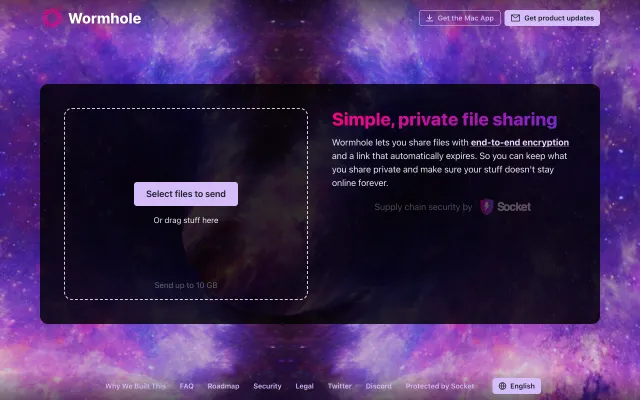 Wormhole
Get the Mac App
Get product updates
Select files to send
Or drag stuff here
Send up to 10 GB
Simple, private file sharing
Wormhole lets you share files with end-to-end encryption
and a link that automatically expires. So you can keep what
you share private and make sure your stuff doesn't stay
online forever.
Supply chain security by Socket
Why We Built This FAQ Roadmap Security Legal Twitter Discord Protected by Socket English